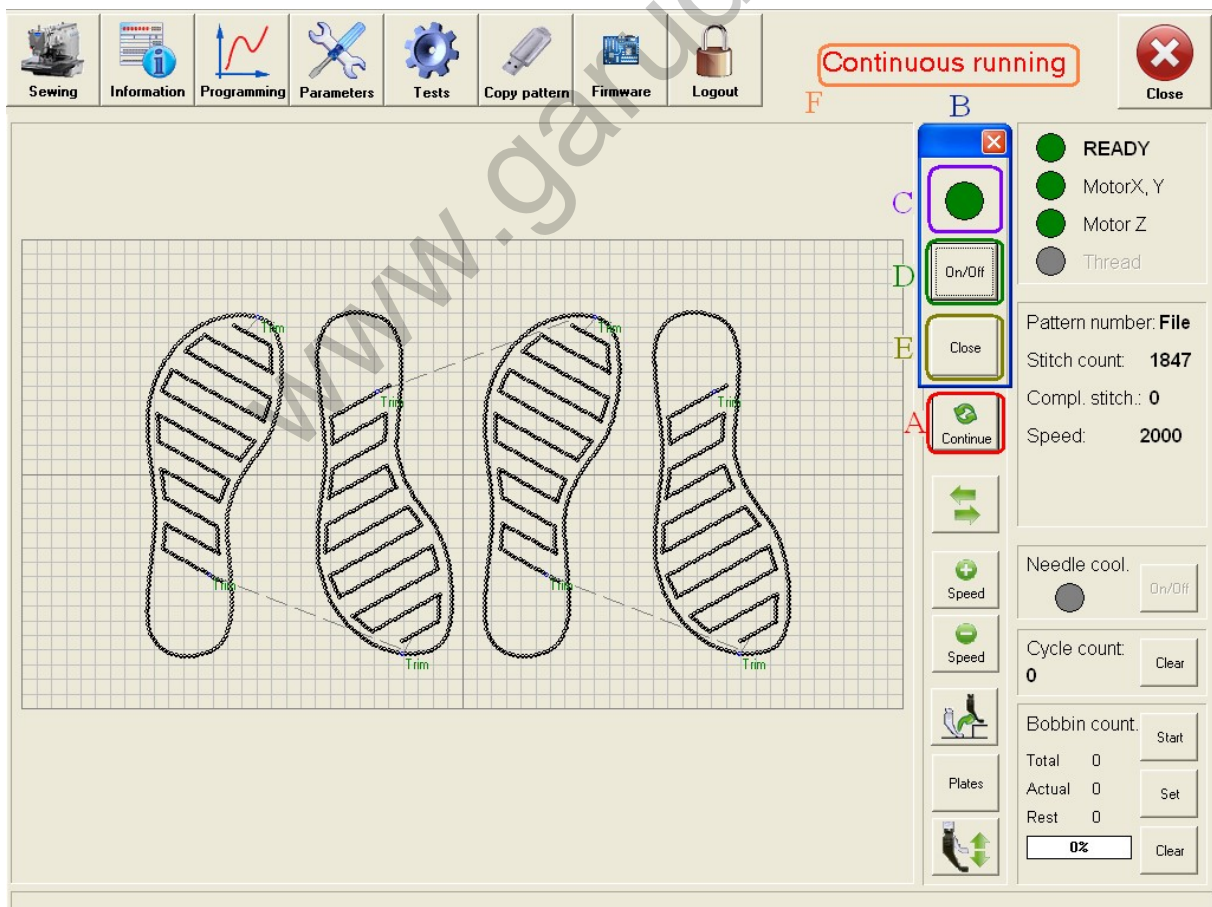 Sewing
Information
Programming
Parameters
Tests
Copy pattern
Firmware
Logout
Continuous running
Close
F
B
C
D
On/Off
E
Close
A
Continue
Speed
Speed
Plates
READY
MotorX, Y
Motor Z
Thread
Pattern number: File
Stitch count: 1847
Compl. stitch.: 0
Speed: 2000
Needle cool.
On/Off
Cycle count:
0
Clear
Bobbin count.
Start
Total 0
Actual 0
Set
Rest 0
0%
Clear
Trim
Trim
Trim
Trim
Trim
Trim
Trim
Trim
www.garud